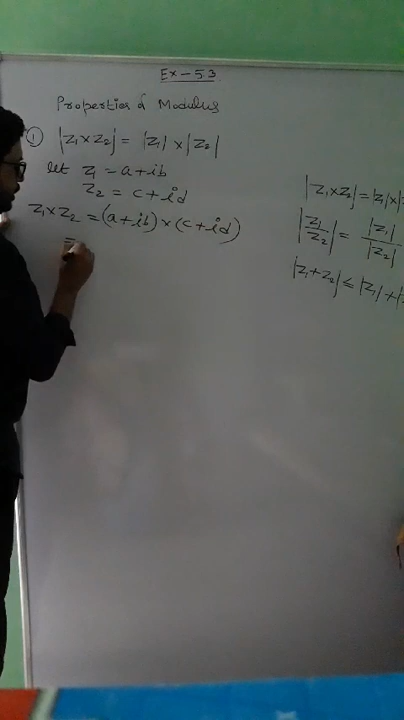 Ex-5.3
Properties of Modulus
① |z₁×z₂| = |z₁|×|z₂|
let z₁ = a+ib
z₂ = c+id
z₁×z₂ = (a+ib)×(c+id)
=
|z₁×z₂|=|z₁|×|
|z₁/z₂| = |z₁|/|z₂|
|z₁+z₂| ≤ |z₁|+|